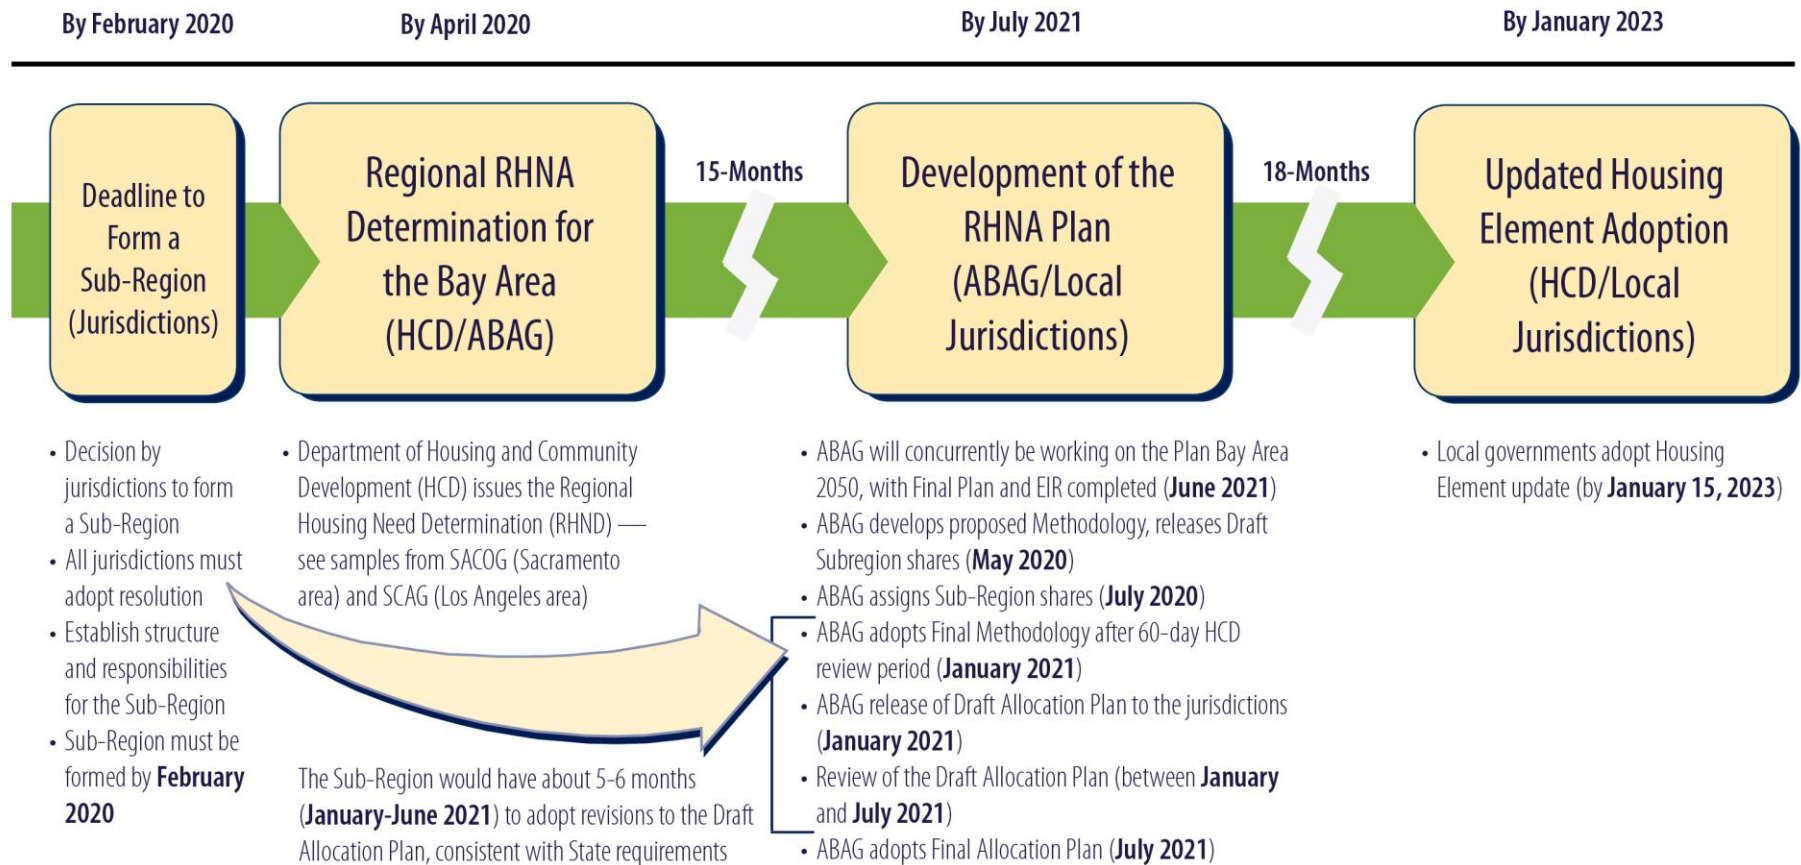 By February 2020
By April 2020
By July 2021
By January 2023
Deadline to
Form a
Sub-Region
(Jurisdictions)
Regional RHNA
Determination for
the Bay Area
(HCD/ABAG)
15-Months
Development of the
RHNA Plan
(ABAG/Local
Jurisdictions)
18-Months
Updated Housing
Element Adoption
(HCD/Local
Jurisdictions)
• Decision by
jurisdictions to form
a Sub-Region
• All jurisdictions must
adopt resolution
• Establish structure
and responsibilities
for the Sub-Region
• Sub-Region must be
formed by February
2020
• Department of Housing and Community
Development (HCD) issues the Regional
Housing Need Determination (RHND) —
see samples from SACOG (Sacramento
area) and SCAG (Los Angeles area)
The Sub-Region would have about 5-6 months
(January-June 2021) to adopt revisions to the Draft
Allocation Plan, consistent with State requirements
• ABAG will concurrently be working on the Plan Bay Area
2050, with Final Plan and EIR completed (June 2021)
• ABAG develops proposed Methodology, releases Draft
Subregion shares (May 2020)
• ABAG assigns Sub-Region shares (July 2020)
• ABAG adopts Final Methodology after 60-day HCD
review period (January 2021)
• ABAG release of Draft Allocation Plan to the jurisdictions
(January 2021)
• Review of the Draft Allocation Plan (between January
and July 2021)
• ABAG adopts Final Allocation Plan (July 2021)
• Local governments adopt Housing
Element update (by January 15, 2023)